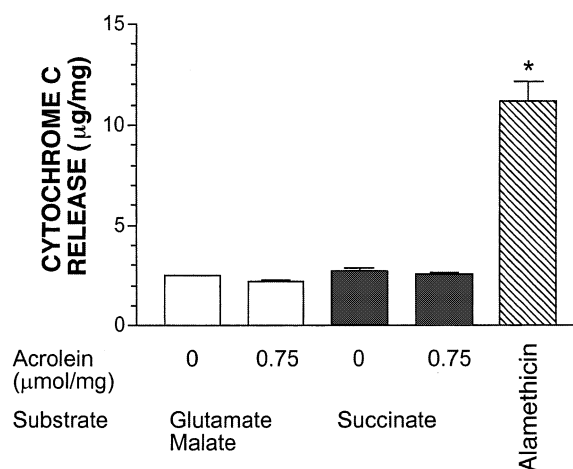 CYTOCHROME C
RELEASE (μg/mg)
15
10
5
0
*
Acrolein
(μmol/mg)
0 0.75 0 0.75
Substrate
Glutamate
Malate
Succinate
Alamethicin